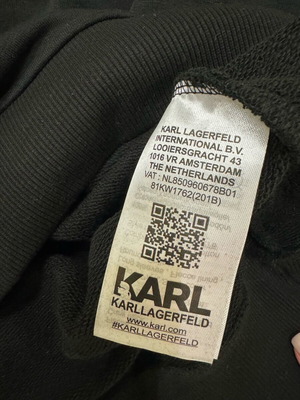 KARL LAGERFELD
INTERNATIONAL B.V.
LOOIERSGRACHT 43
1016 VR AMSTERDAM
THE NETHERLANDS
VAT : NL850960678B01
81KW1762(201B)
KARL
KARLLAGERFELD
www.karl.com
#KARLLAGERFELD